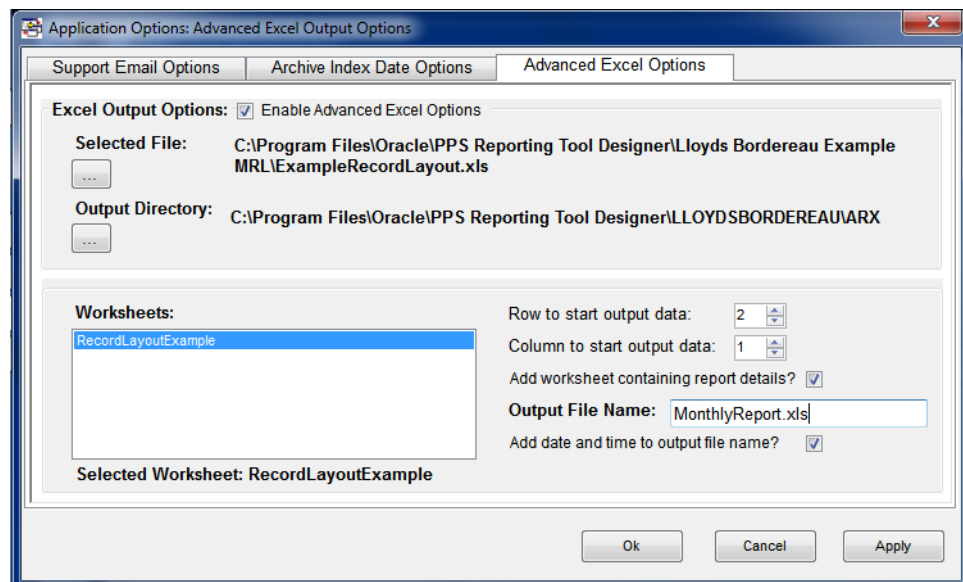 Application Options: Advanced Excel Output Options
Support Email Options
Archive Index Date Options
Advanced Excel Options
Excel Output Options: Enable Advanced Excel Options
Selected File:
C:\Program Files\Oracle\PPS Reporting Tool Designer\Lloyds Bordereau Example
MRL\ExampleRecordLayout.xls
...
Output Directory:
C:\Program Files\Oracle\PPS Reporting Tool Designer\LLOYDSBORDEREAU\ARX
...
Worksheets:
RecordLayoutExample
Selected Worksheet: RecordLayoutExample
Row to start output data: 2
Column to start output data: 1
Add worksheet containing report details?
Output File Name: MonthlyReport.xls
Add date and time to output file name?
Ok
Cancel
Apply